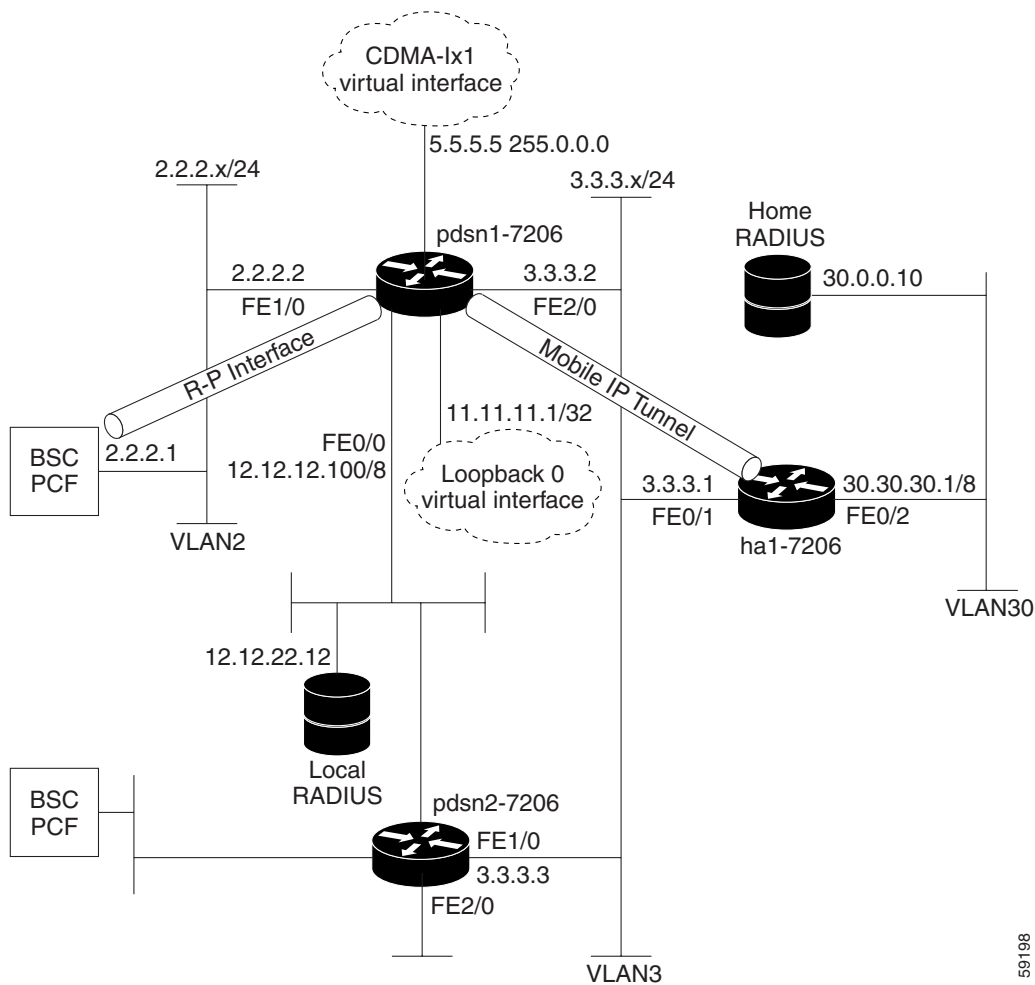 CDMA-Ix1
virtual interface
5.5.5.5 255.0.0.0
2.2.2.x/24
3.3.3.x/24
pdsn1-7206
Home
RADIUS
2.2.2.2
3.3.3.2
30.0.0.10
FE1/0
FE2/0
R-P Interface
Mobile IP Tunnel
11.11.11.1/32
BSC
PCF
2.2.2.1
FE0/0
12.12.12.100/8
Loopback 0
virtual interface
3.3.3.1
30.30.30.1/8
FE0/1
FE0/2
VLAN2
ha1-7206
VLAN30
12.12.22.12
Local
RADIUS
BSC
PCF
pdsn2-7206
FE1/0
3.3.3.3
FE2/0
VLAN3
59198